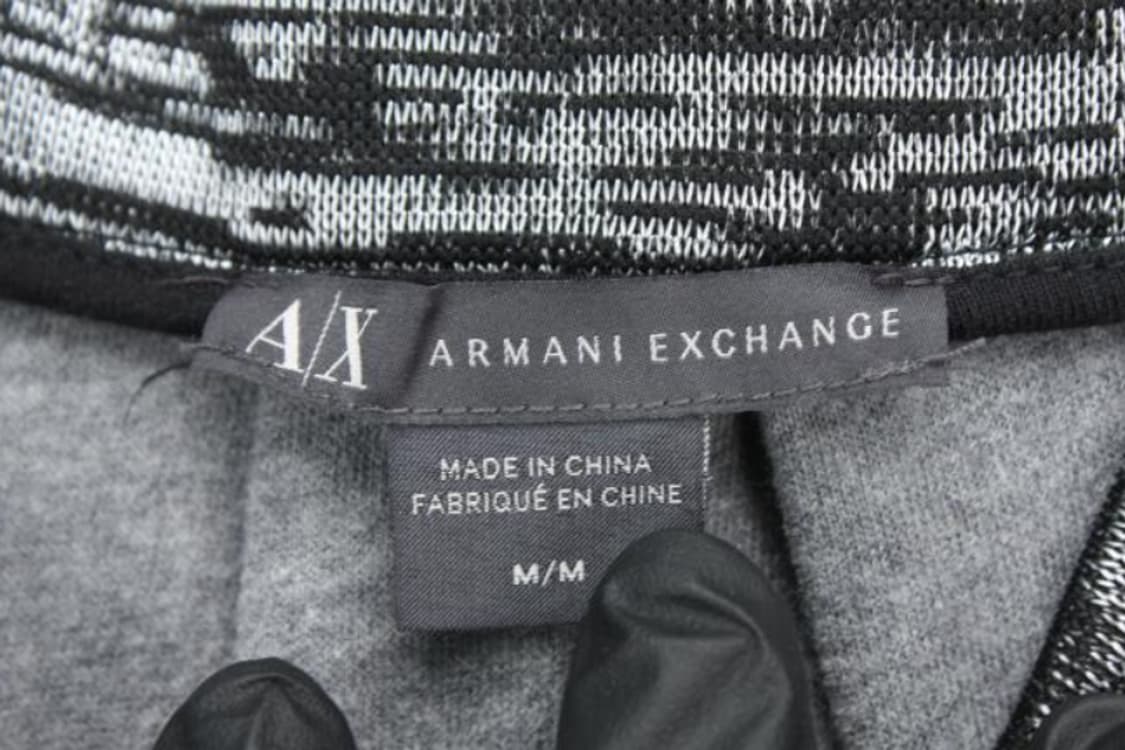 A/X ARMANI EXCHANGE
MADE IN CHINA
FABRIQUÉ EN CHINE
M/M